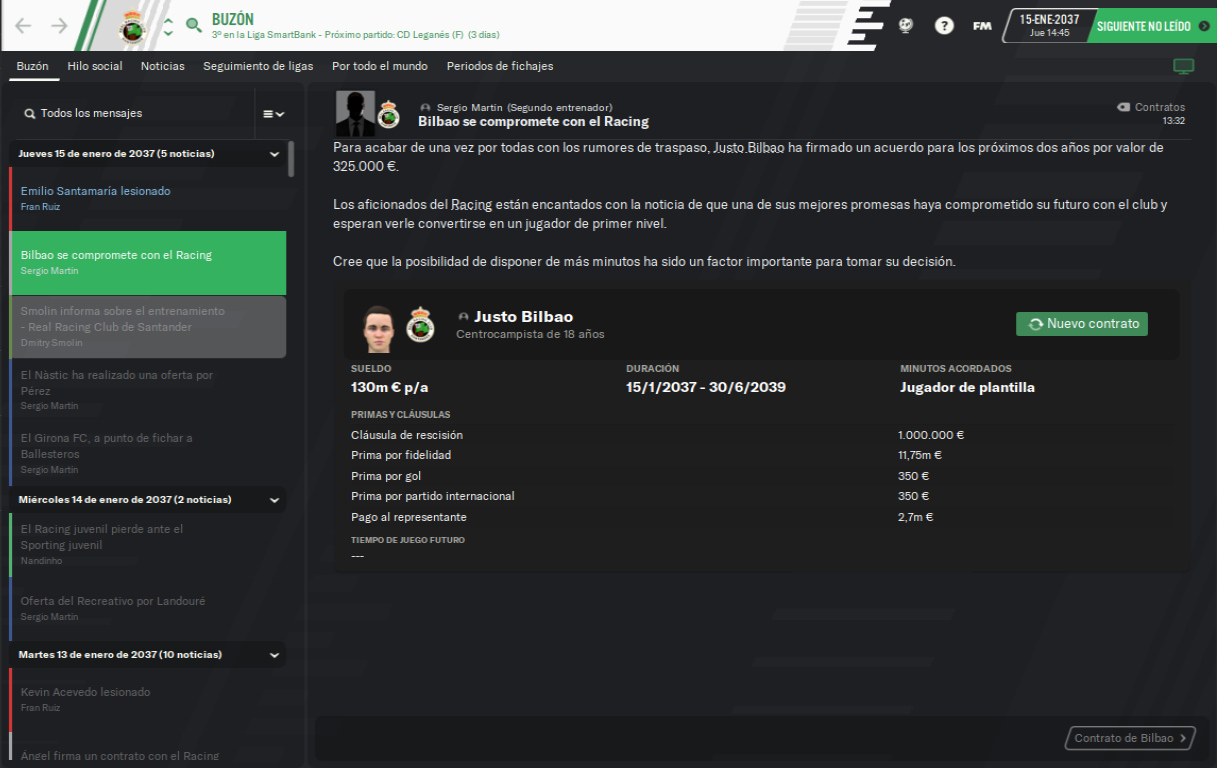 BUZÓN
3º en la Liga SmartBank - Próximo partido: CD Leganés (F) (3 días)
?
FM
15-ENE-2037
Jue 14:45
SIGUIENTE NO LEÍDO
Buzón Hilo social Noticias Seguimiento de ligas Por todo el mundo Periodos de fichajes
Todos los mensajes
Jueves 15 de enero de 2037 (5 noticias)
Emilio Santamaría lesionado
Fran Ruiz
Bilbao se compromete con el Racing
Sergio Martín
Smolin informa sobre el entrenamiento
- Real Racing Club de Santander
Dmitry Smolin
El Nàstic ha realizado una oferta por
Pérez
Sergio Martín
El Girona FC, a punto de fichar a
Ballesteros
Sergio Martín
Miércoles 14 de enero de 2037 (2 noticias)
El Racing juvenil pierde ante el
Sporting juvenil
Nandinho
Oferta del Recreativo por Landouré
Sergio Martín
Martes 13 de enero de 2037 (10 noticias)
Kevin Acevedo lesionado
Fran Ruiz
Ángel firma un contrato con el Racing
Sergio Martín (Segundo entrenador)
Bilbao se compromete con el Racing
Contratos
13:32
Para acabar de una vez por todas con los rumores de traspaso, Justo Bilbao ha firmado un acuerdo para los próximos dos años por valor de
325.000 €.
Los aficionados del Racing están encantados con la noticia de que una de sus mejores promesas haya comprometido su futuro con el club y
esperan verle convertirse en un jugador de primer nivel.
Cree que la posibilidad de disponer de más minutos ha sido un factor importante para tomar su decisión.
Justo Bilbao
Centrocampista de 18 años
Nuevo contrato
SUELDO DURACIÓN MINUTOS ACORDADOS
130m € p/a 15/1/2037 - 30/6/2039 Jugador de plantilla
PRIMAS Y CLÁUSULAS
Cláusula de rescisión 1.000.000 €
Prima por fidelidad 11,75m €
Prima por gol 350 €
Prima por partido internacional 350 €
Pago al representante 2,7m €
TIEMPO DE JUEGO FUTURO
---
Contrato de Bilbao